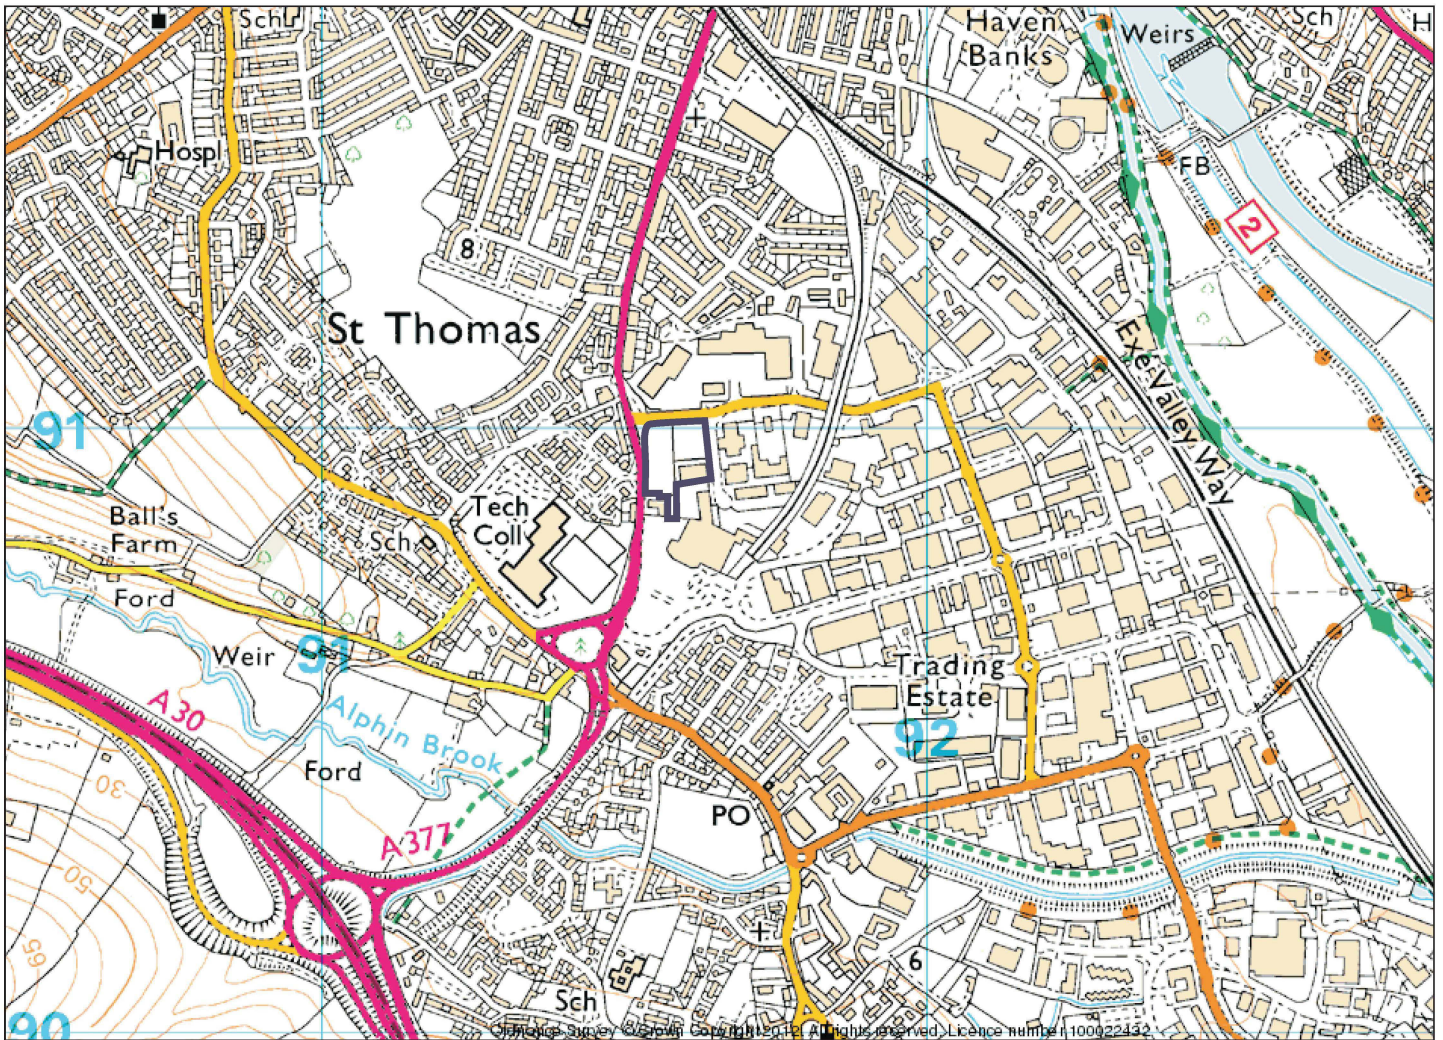 Sch
Haven
Banks
Weirs
Sch
H
Hospl
FB
2
8
St Thomas
Exe Valley Way
91
Ball's
Farm
Tech
Coll
Sch
Ford
Weir
91
A 30
Alphin Brook
Trading
Estate
92
Ford
30
PO
A 377
50
65
6
Sch
90
Ordnance Survey © Crown Copyright 2012. All rights reserved. Licence number 100022432